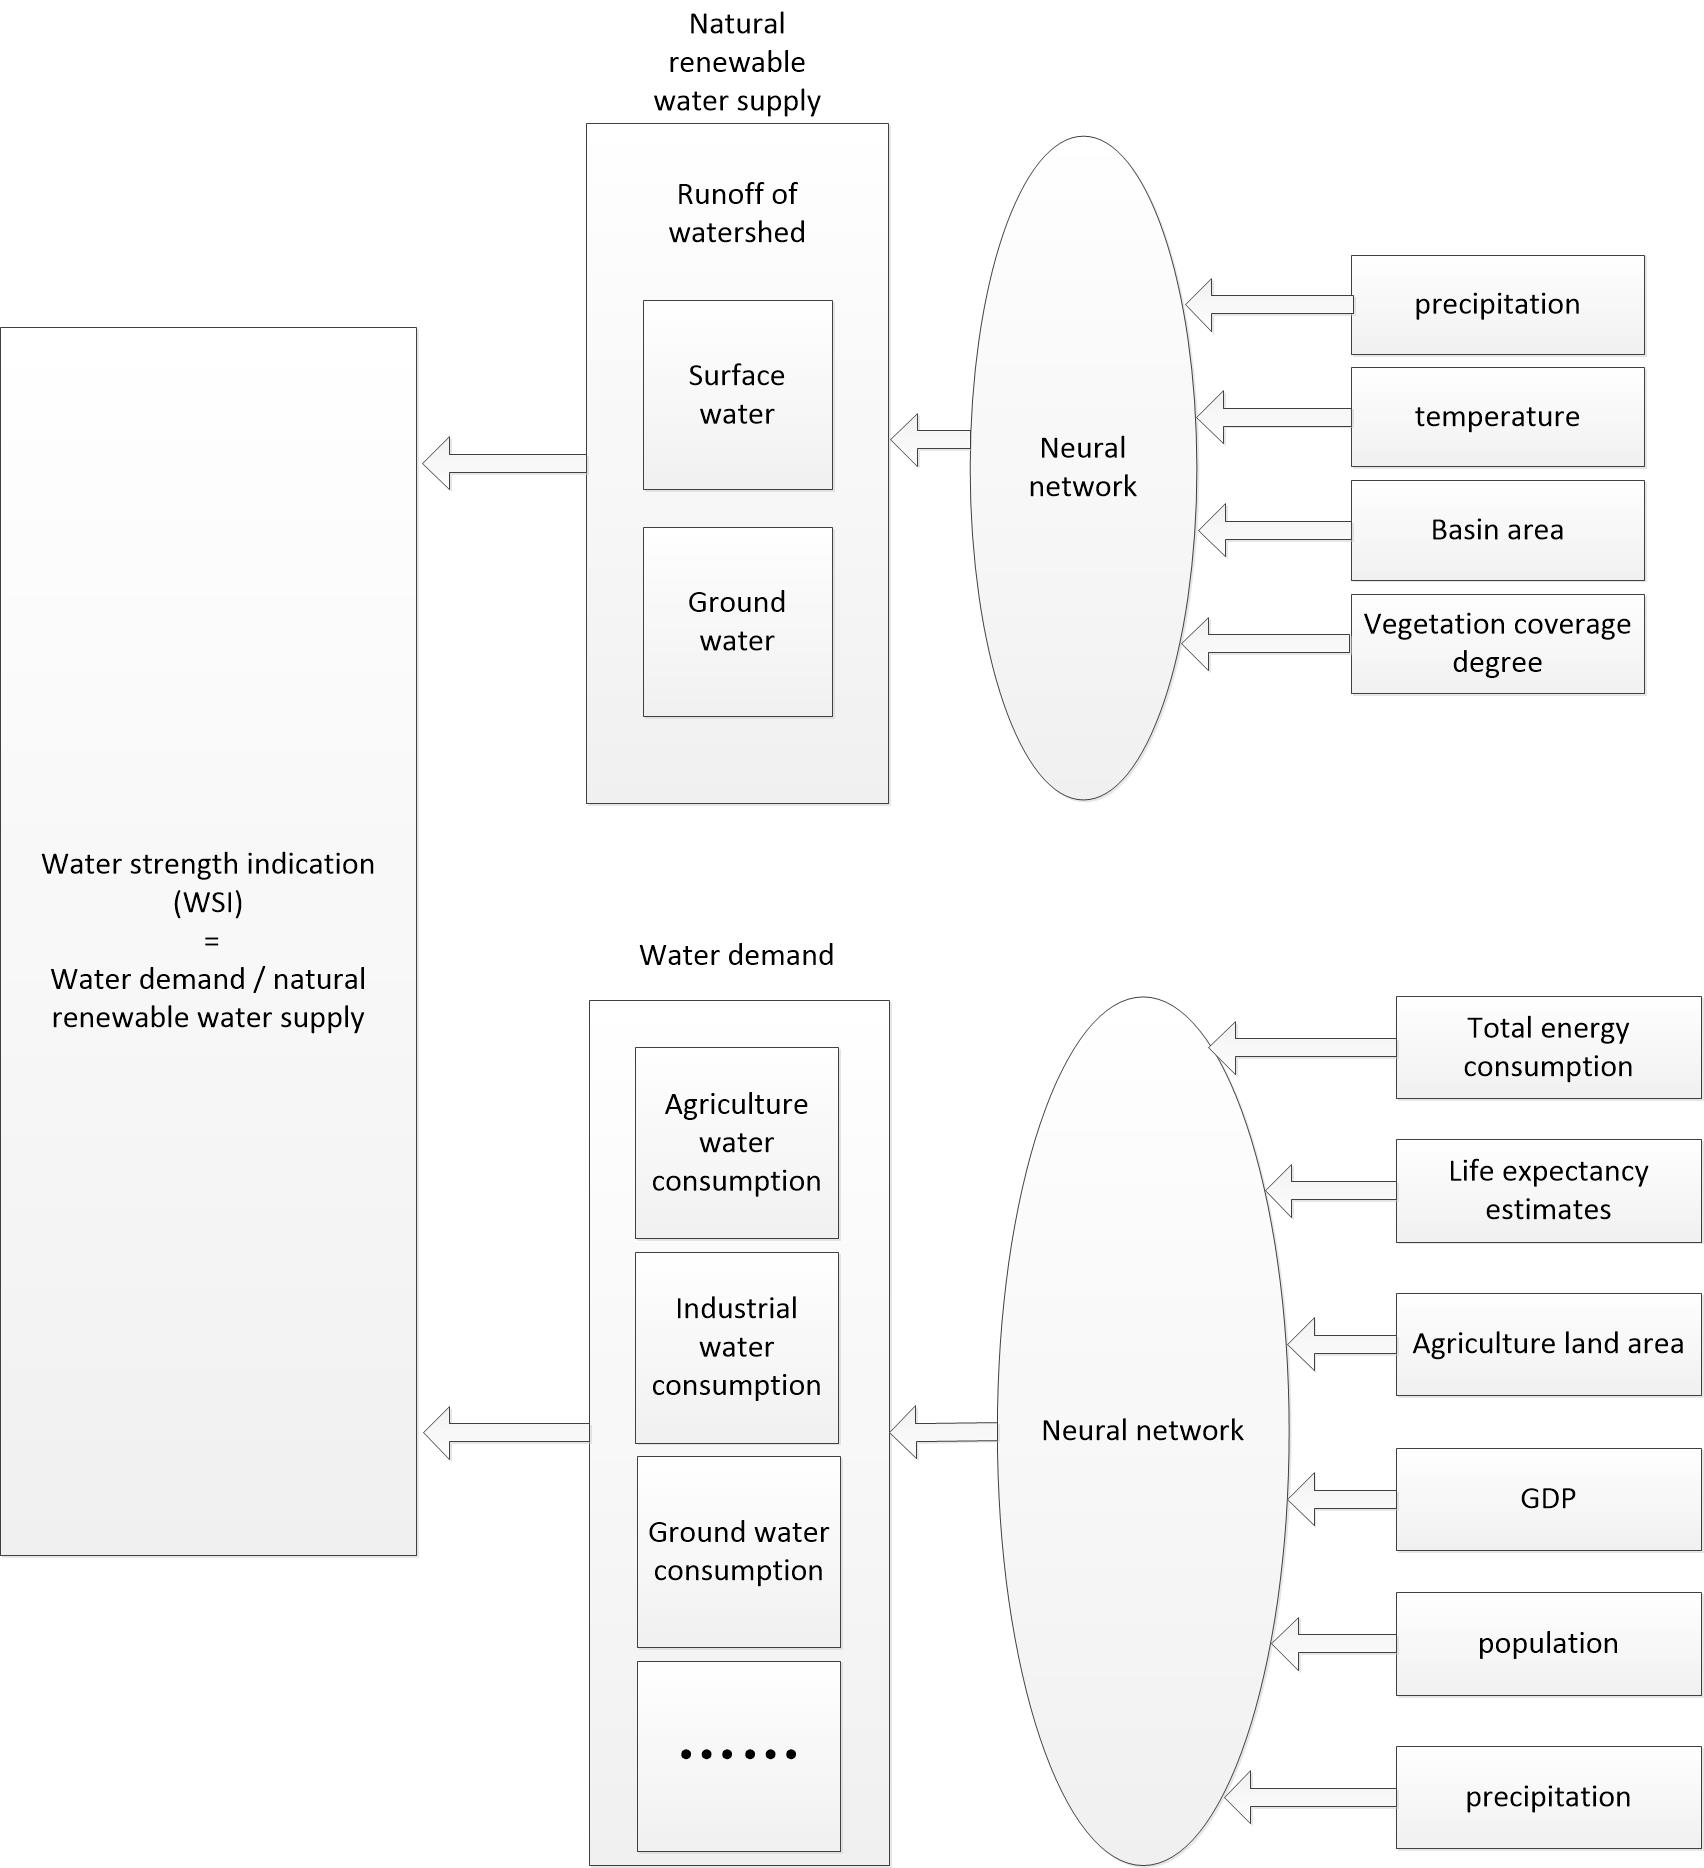 Natural
renewable
water supply
Runoff of
watershed
Surface
water
Ground
water
Neural
network
precipitation
temperature
Basin area
Vegetation coverage
degree
Water strength indication
(WSI)
=
Water demand / natural
renewable water supply
Water demand
Agriculture
water
consumption
Industrial
water
consumption
Ground water
consumption
••••••
Neural network
Total energy
consumption
Life expectancy
estimates
Agriculture land area
GDP
population
precipitation